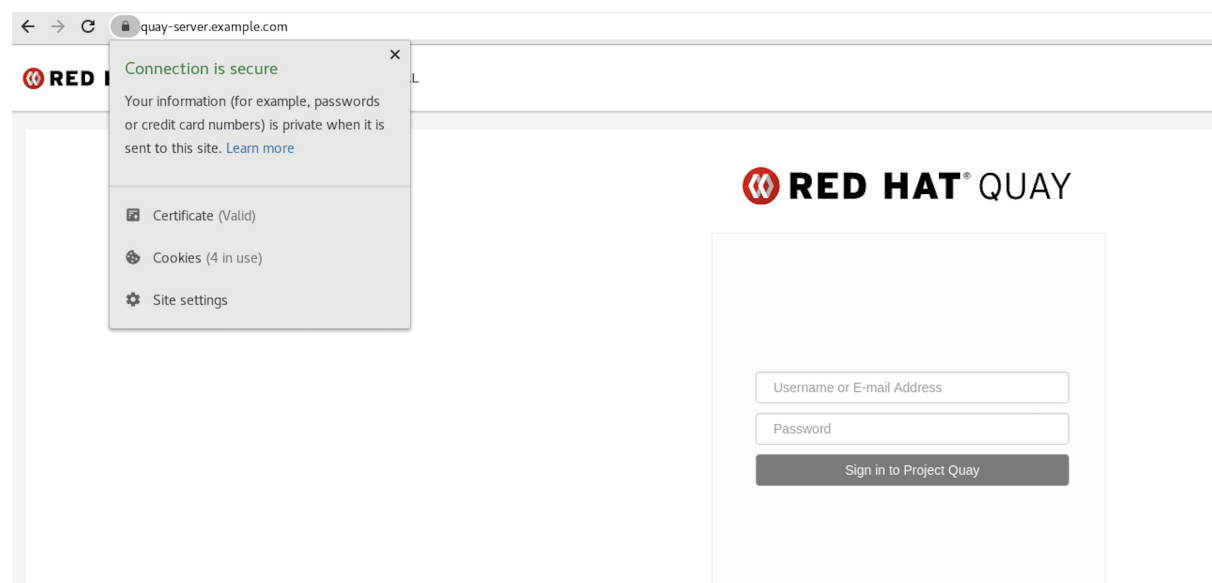 quay-server.example.com
Connection is secure
Your information (for example, passwords
or credit card numbers) is private when it is
sent to this site. Learn more
Certificate (Valid)
Cookies (4 in use)
Site settings
RED
RED HAT® QUAY
Username or E-mail Address
Password
Sign in to Project Quay